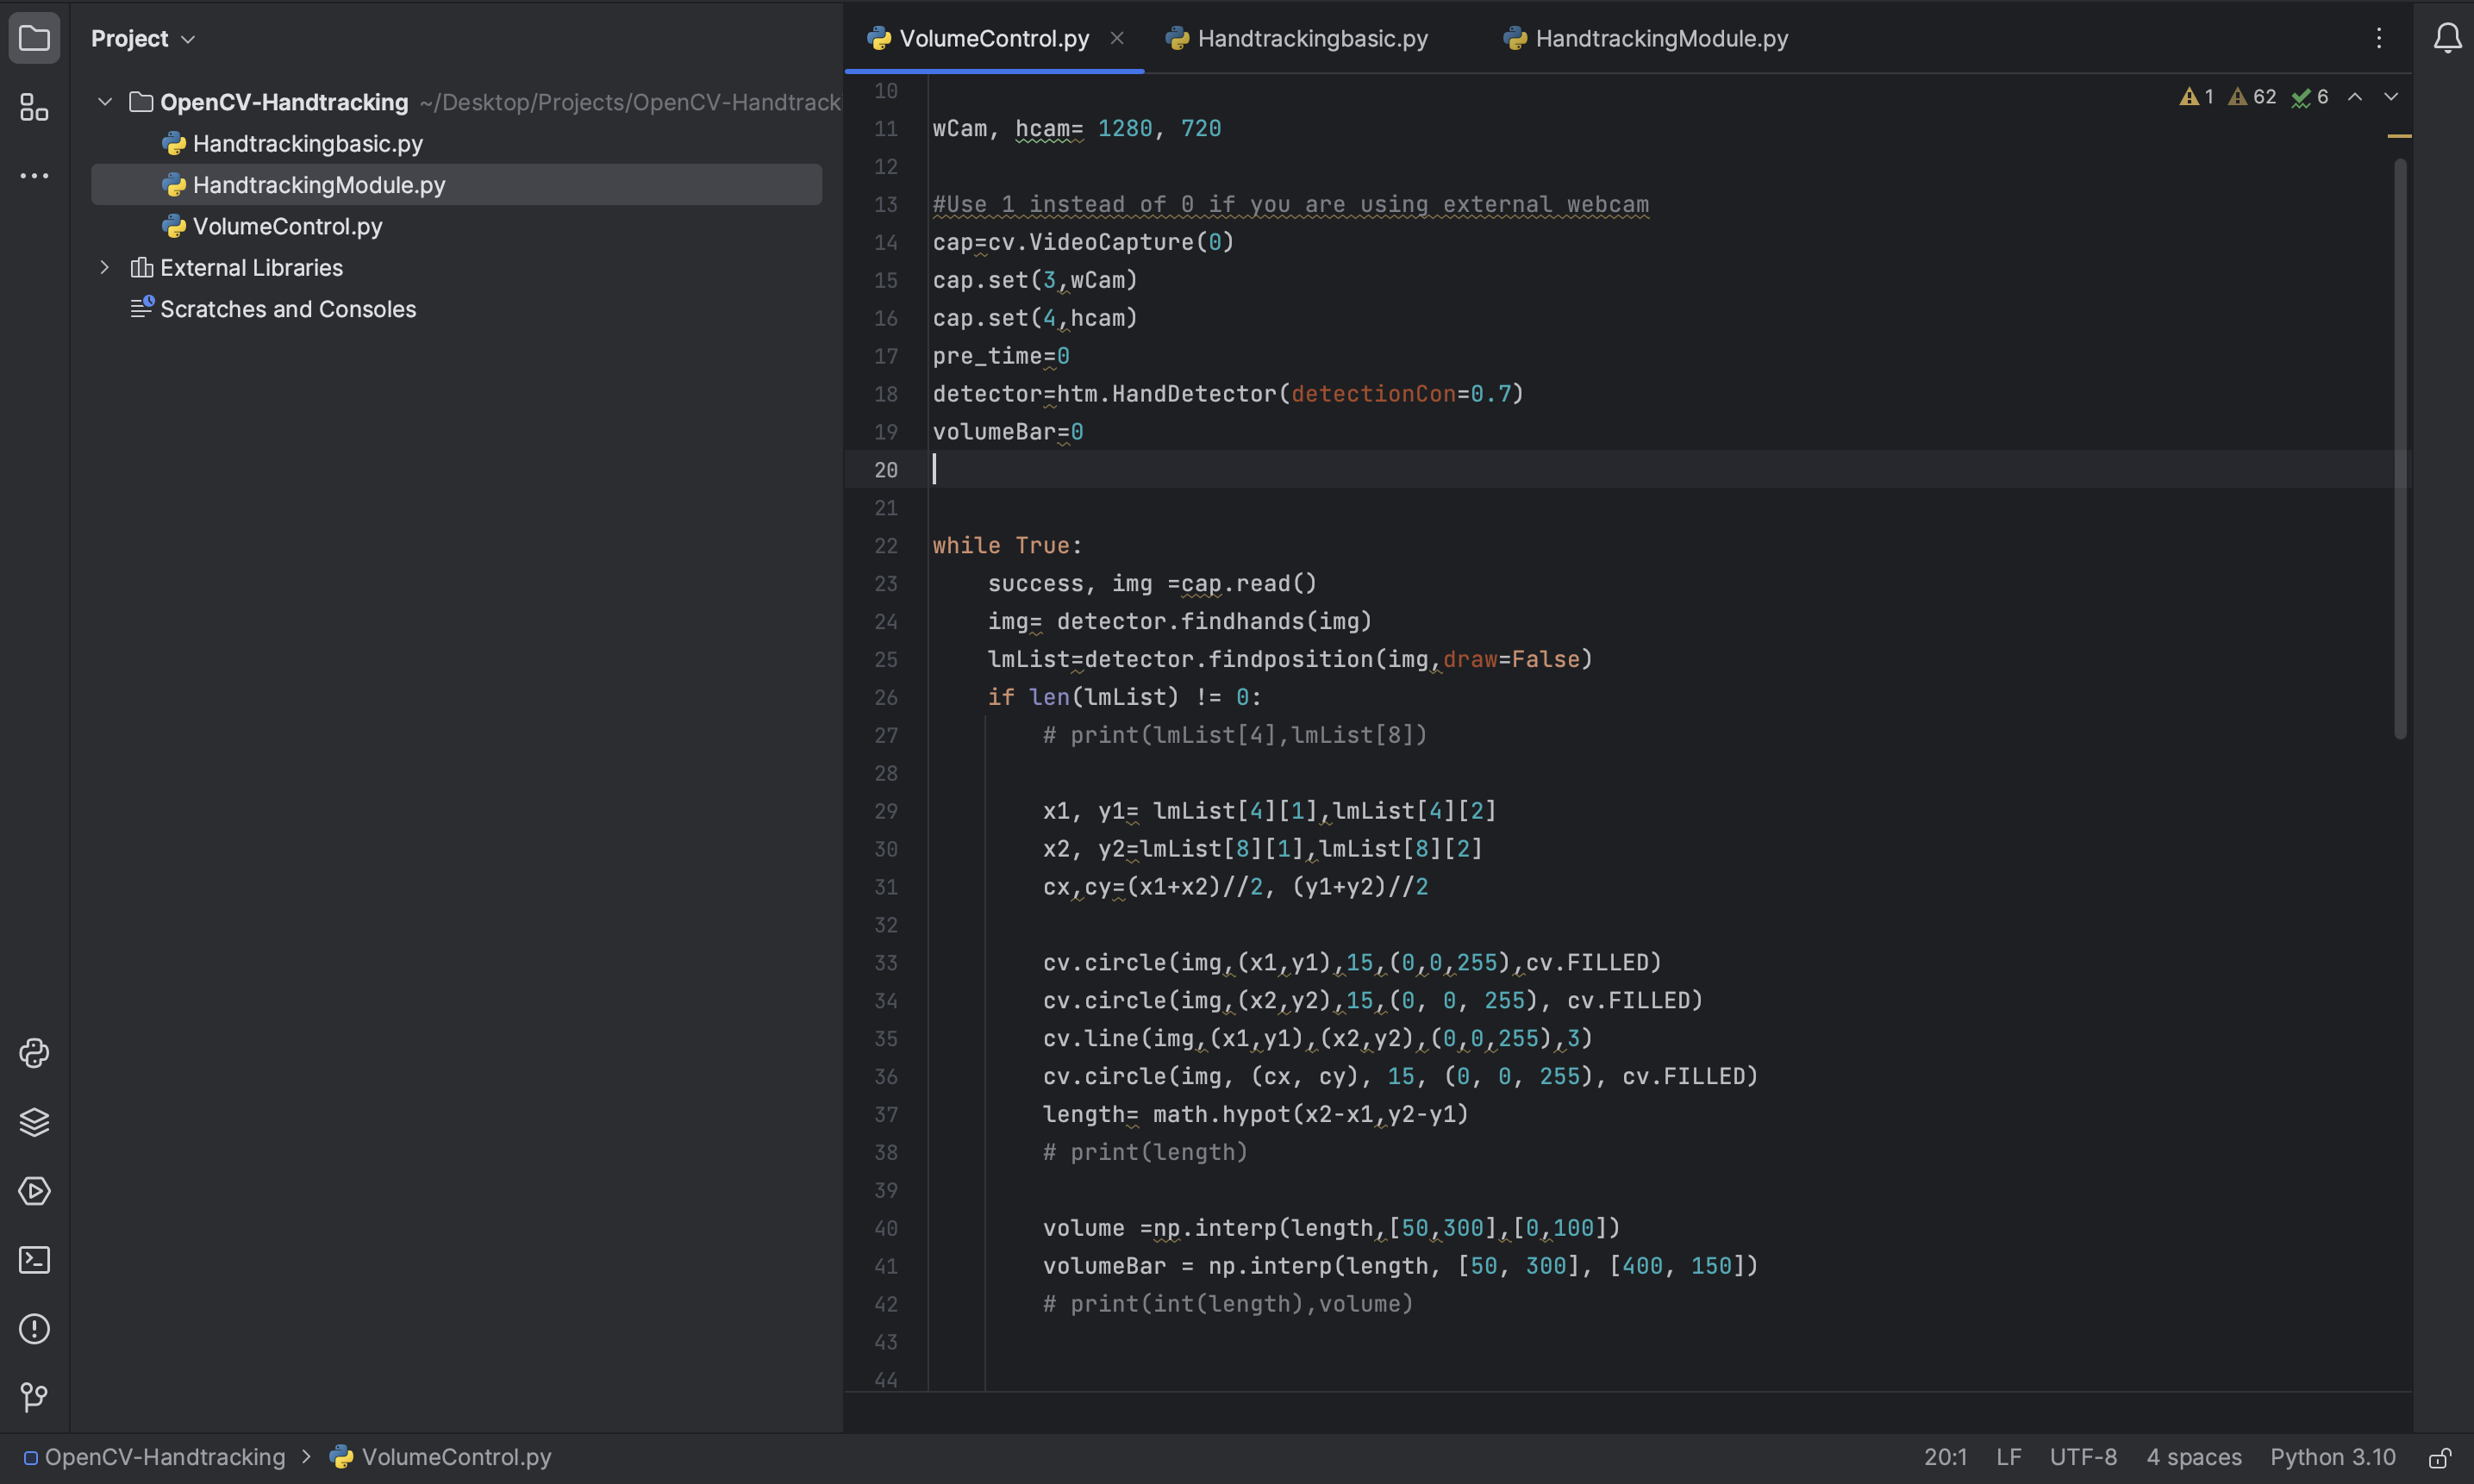 Project
OpenCV-Handtracking ~/Desktop/Projects/OpenCV-Handtrack
Handtrackingbasic.py
HandtrackingModule.py
VolumeControl.py
External Libraries
Scratches and Consoles
VolumeControl.py Handtrackingbasic.py HandtrackingModule.py
1 62 6
10
11 wCam, hcam= 1280, 720
12
13 #Use 1 instead of 0 if you are using external webcam
14 cap=cv.VideoCapture(0)
15 cap.set(3,wCam)
16 cap.set(4,hcam)
17 pre_time=0
18 detector=htm.HandDetector(detectionCon=0.7)
19 volumeBar=0
20
21
22 while True:
23     success, img =cap.read()
24     img= detector.findhands(img)
25     lmList=detector.findposition(img,draw=False)
26     if len(lmList) != 0:
27         # print(lmList[4],lmList[8])
28
29         x1, y1= lmList[4][1],lmList[4][2]
30         x2, y2=lmList[8][1],lmList[8][2]
31         cx,cy=(x1+x2)//2, (y1+y2)//2
32
33         cv.circle(img,(x1,y1),15,(0,0,255),cv.FILLED)
34         cv.circle(img,(x2,y2),15,(0, 0, 255), cv.FILLED)
35         cv.line(img,(x1,y1),(x2,y2),(0,0,255),3)
36         cv.circle(img, (cx, cy), 15, (0, 0, 255), cv.FILLED)
37         length= math.hypot(x2-x1,y2-y1)
38         # print(length)
39
40         volume =np.interp(length,[50,300],[0,100])
41         volumeBar = np.interp(length, [50, 300], [400, 150])
42         # print(int(length),volume)
43
44
OpenCV-Handtracking > VolumeControl.py
20:1 LF UTF-8 4 spaces Python 3.10